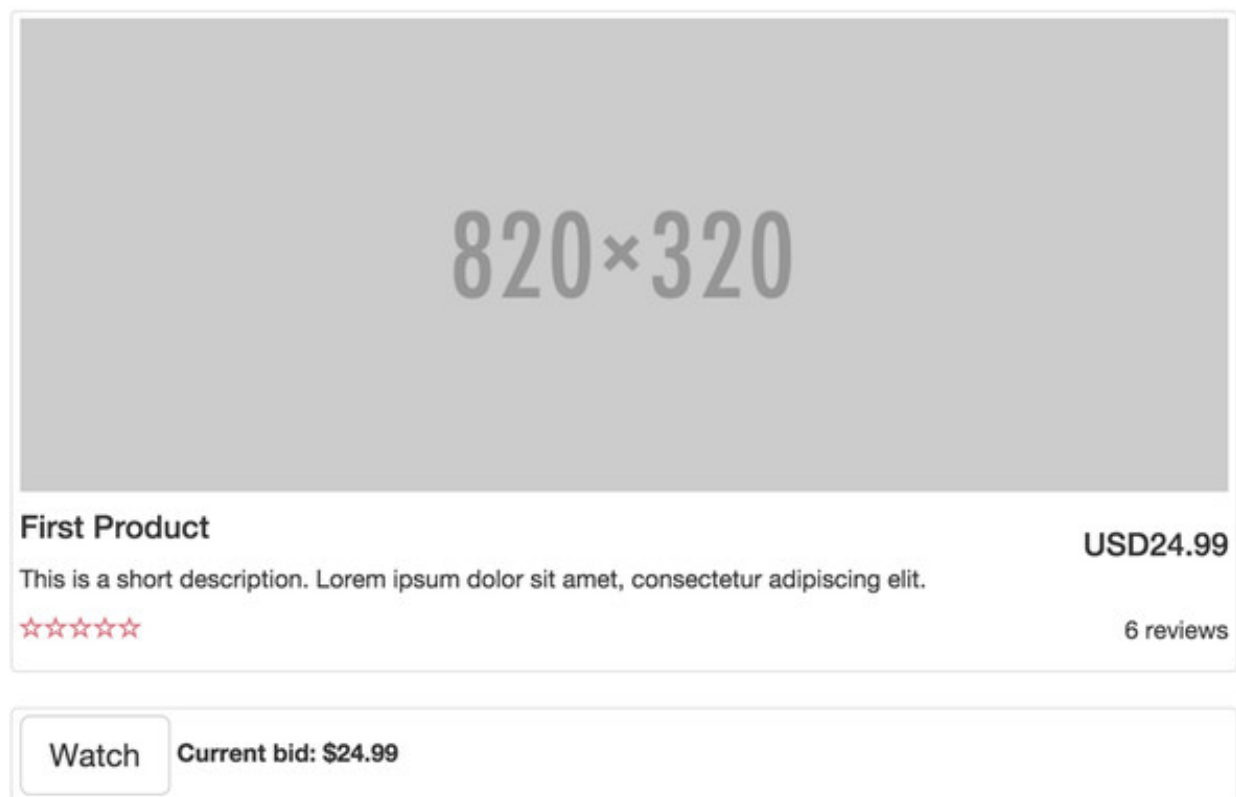 820×320
First Product
USD24.99
This is a short description. Lorem ipsum dolor sit amet, consectetur adipiscing elit.
6 reviews
Watch
Current bid: $24.99